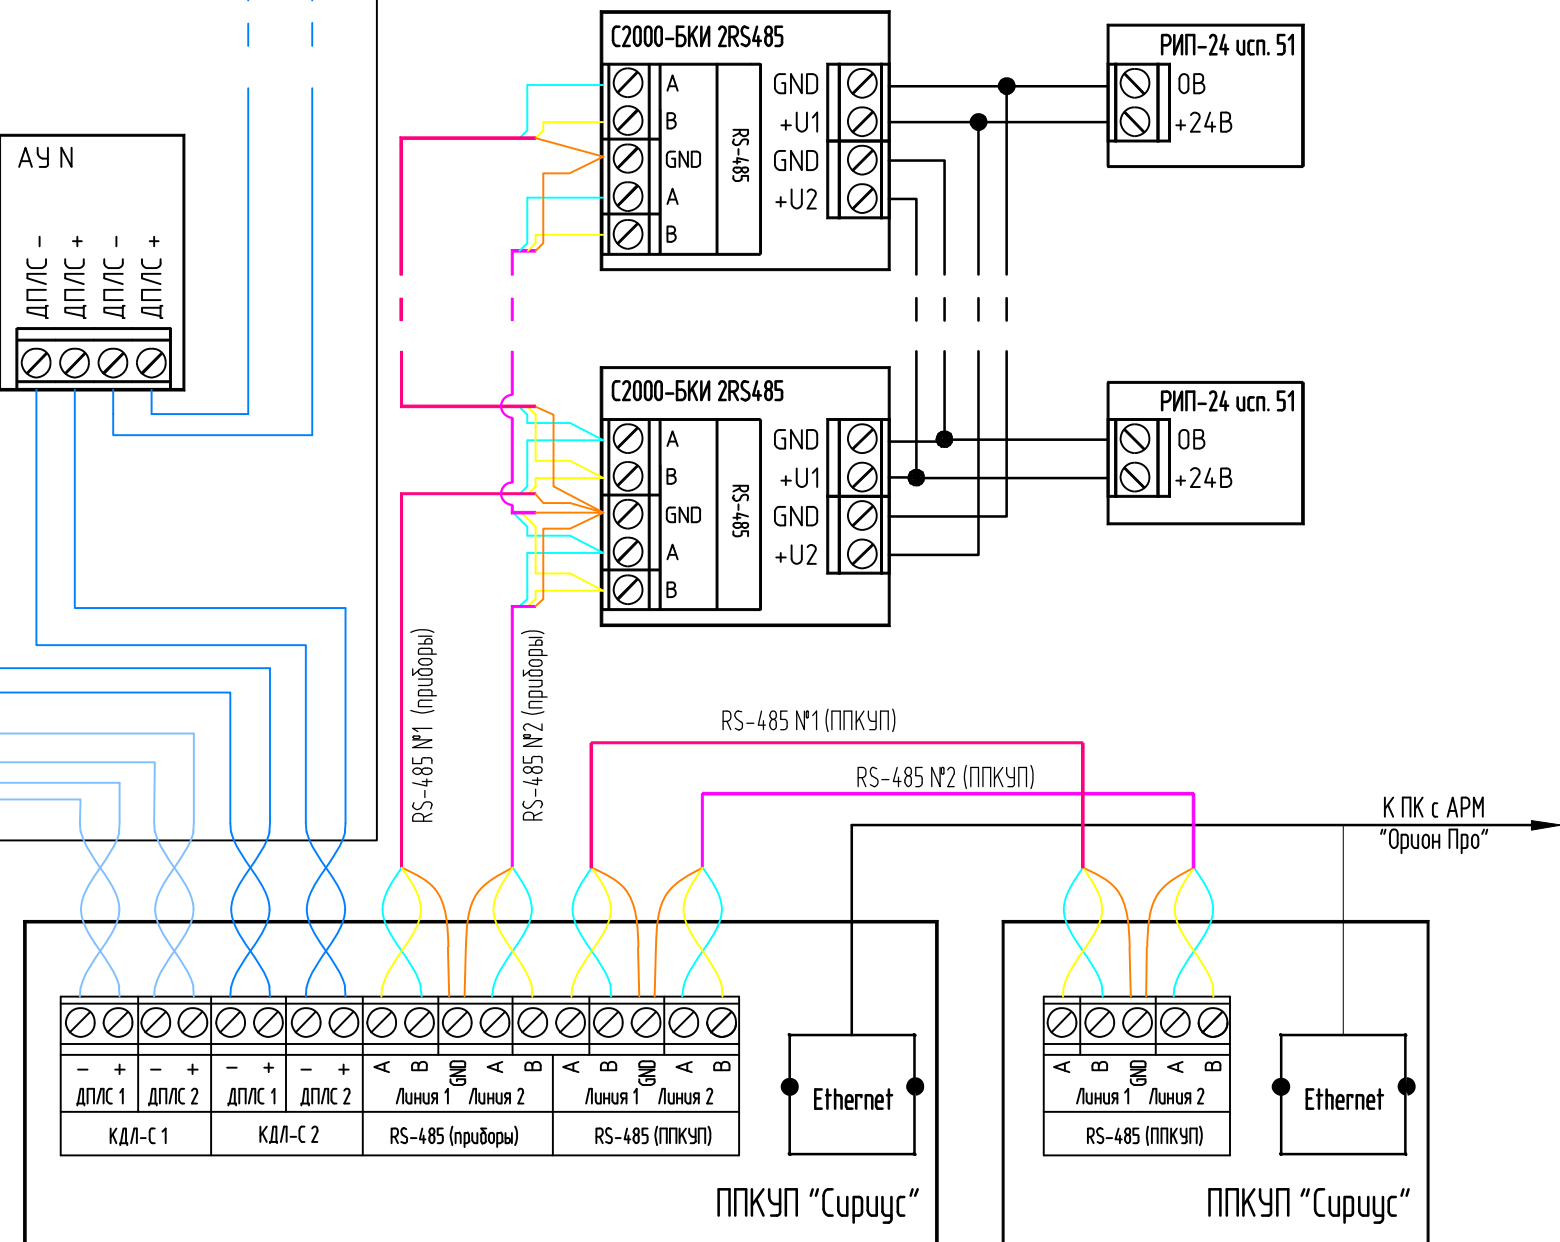 С2000-БКИ 2RS485
A
B
GND
A
B
RS-485
GND
+U1
GND
+U2
РИП-24 исп. 51
0В
+24В
АУ N
ДПЛС -
ДПЛС +
ДПЛС -
ДПЛС +
С2000-БКИ 2RS485
A
B
GND
A
B
RS-485
GND
+U1
GND
+U2
РИП-24 исп. 51
0В
+24В
RS-485 №1 (приборы)
RS-485 №2 (приборы)
RS-485 №1 (ППКУП)
RS-485 №2 (ППКУП)
К ПК с АРМ
"Орион Про"
- + - + - + - + A B GND A B A B GND A B
ДПЛС 1 ДПЛС 2 ДПЛС 1 ДПЛС 2 Линия 1 Линия 2 Линия 1 Линия 2
КДЛ-С 1 КДЛ-С 2 RS-485 (приборы) RS-485 (ППКУП)
Ethernet
ППКУП "Сириус"
A B GND A B
Линия 1 Линия 2
RS-485 (ППКУП)
Ethernet
ППКУП "Сириус"